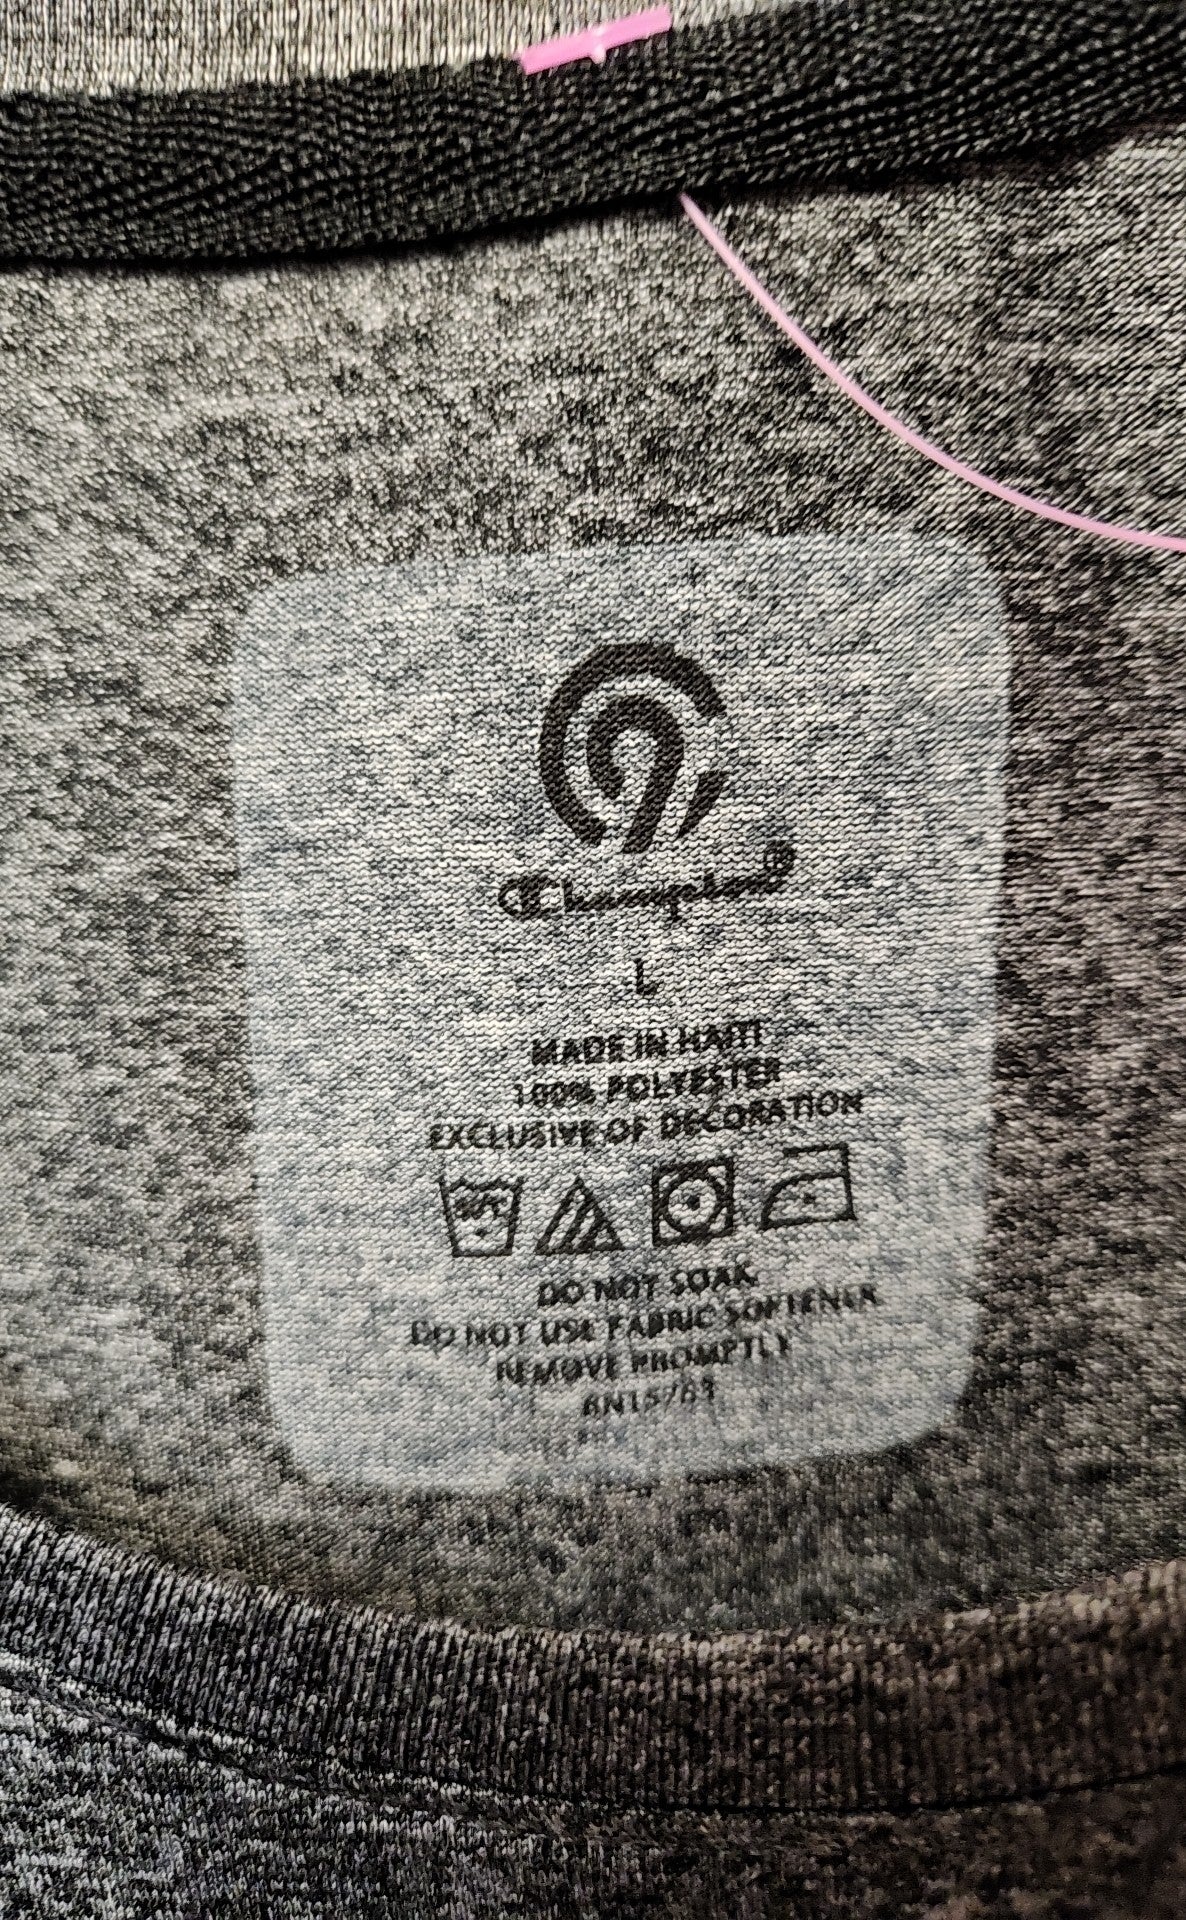 Champion®
L
MADE IN HAITI
100% POLYESTER
EXCLUSIVE OF DECORATION
DO NOT SOAK
DO NOT USE FABRIC SOFTENER
REMOVE PROMPTLY